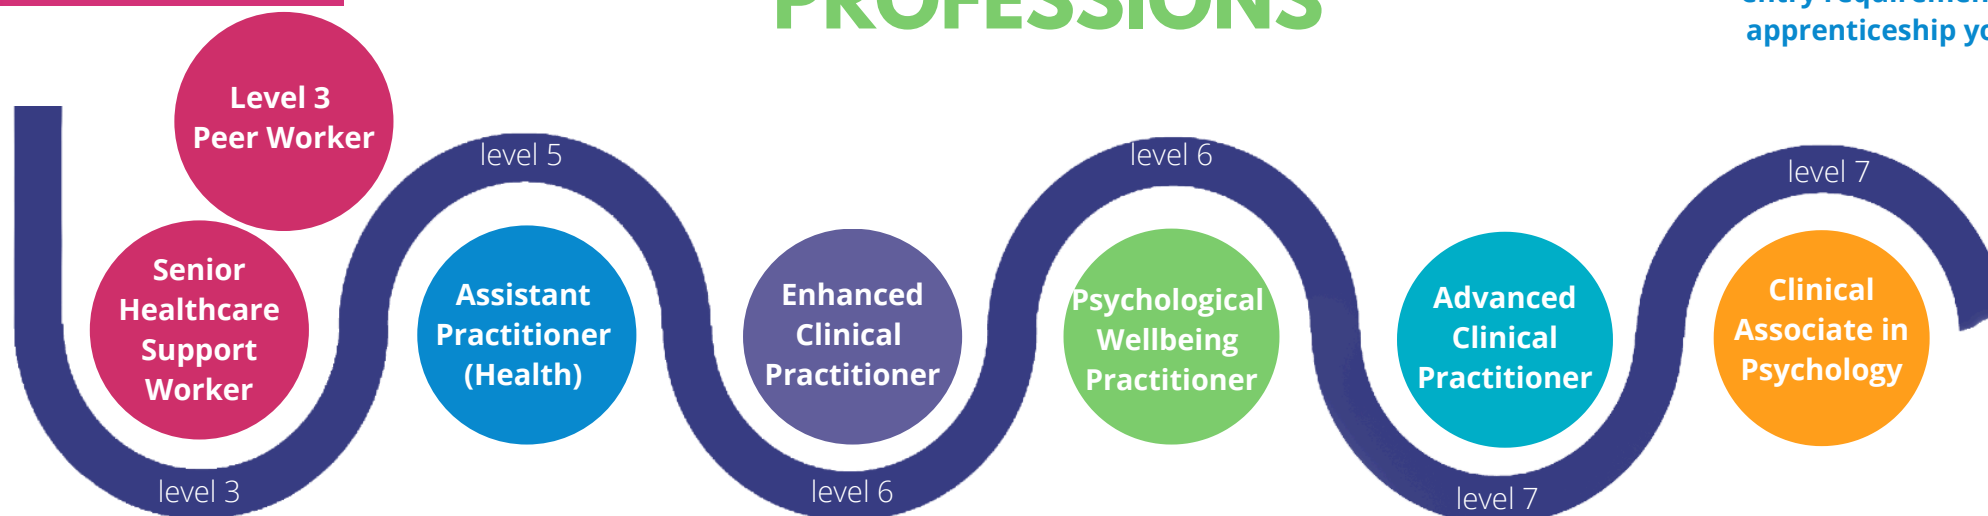 PROFESSIONS
entry requiremen
apprenticeship yo
Level 3
Peer Worker
level 5
level 6
level 7
Senior
Healthcare
Support
Worker
Assistant
Practitioner
(Health)
Enhanced
Clinical
Practitioner
Psychological
Wellbeing
Practitioner
Advanced
Clinical
Practitioner
Clinical
Associate in
Psychology
level 3
level 6
level 7